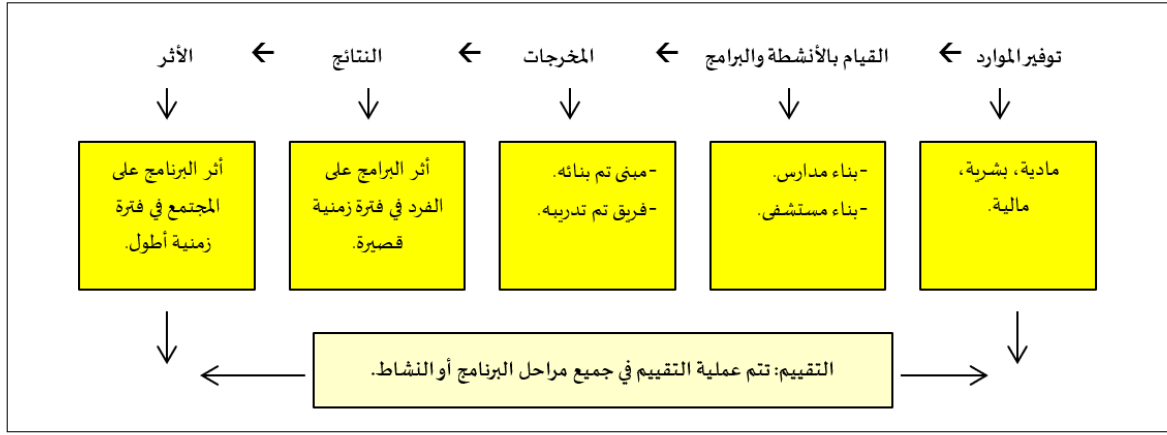 توفير الموارد ← القيام بالأنشطة والبرامج ← المخرجات ← النتائج ← الأثر
مادية، بشرية،
مالية.
-بناء مدارس.
-بناء مستشفى.
-مبنى تم بنائه.
-فريق تم تدريبه.
أثر البرامج على
الفرد في فترة زمنية
قصيرة.
أثر البرنامج على
المجتمع في فترة
زمنية أطول.
التقييم: تتم عملية التقييم في جميع مراحل البرنامج أو النشاط.